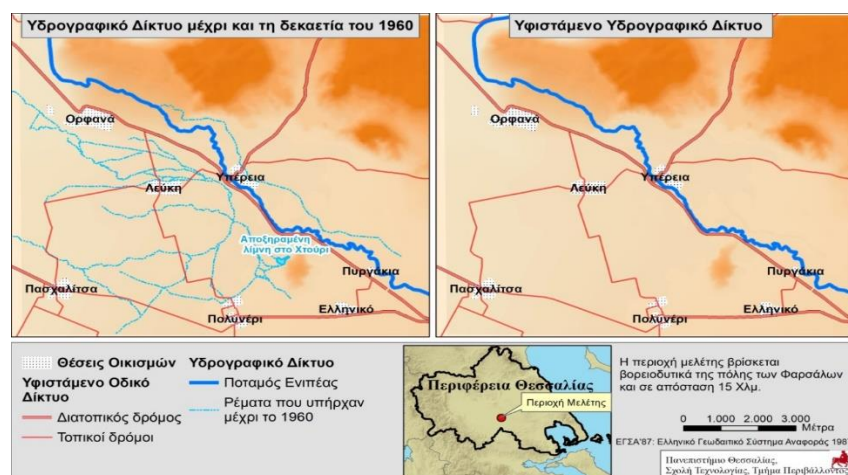 Υδρογραφικό Δίκτυο μέχρι και τη δεκαετία του 1960
Ορφανά
Λεύκη
Υπέρεια
Αποξηραμένη
λίμνη στο Χτούρι
Πυργάκια
Πασχαλίτσα
Ελληνικό
Πολυνέρι
Υφιστάμενο Υδρογραφικό Δίκτυο
Ορφανά
Λεύκη
Υπέρεια
Πυργάκια
Πασχαλίτσα
Ελληνικό
Πολυνέρι
Θέσεις Οικισμών
Υφιστάμενο Οδικό
Δίκτυο
Διατοπικός δρόμος
Τοπικοί δρόμοι
Υδρογραφικό Δίκτυο
Ποταμός Ενιπέας
Ρέματα που υπήρχαν
μέχρι το 1960
Περιφέρεια Θεσσαλίας
Περιοχή Μελέτης
Η περιοχή μελέτης βρίσκεται
βορειοδυτικά της πόλης των Φαρσάλων
και σε απόσταση 15 Χλμ.
0 1.000 2.000 3.000
Μέτρα
ΕΓΣΑ'87: Ελληνικό Γεωδαιτικό Σύστημα Αναφοράς 1987
Πανεπιστήμιο Θεσσαλίας,
Σχολή Τεχνολογίας, Τμήμα Περιβάλλοντος